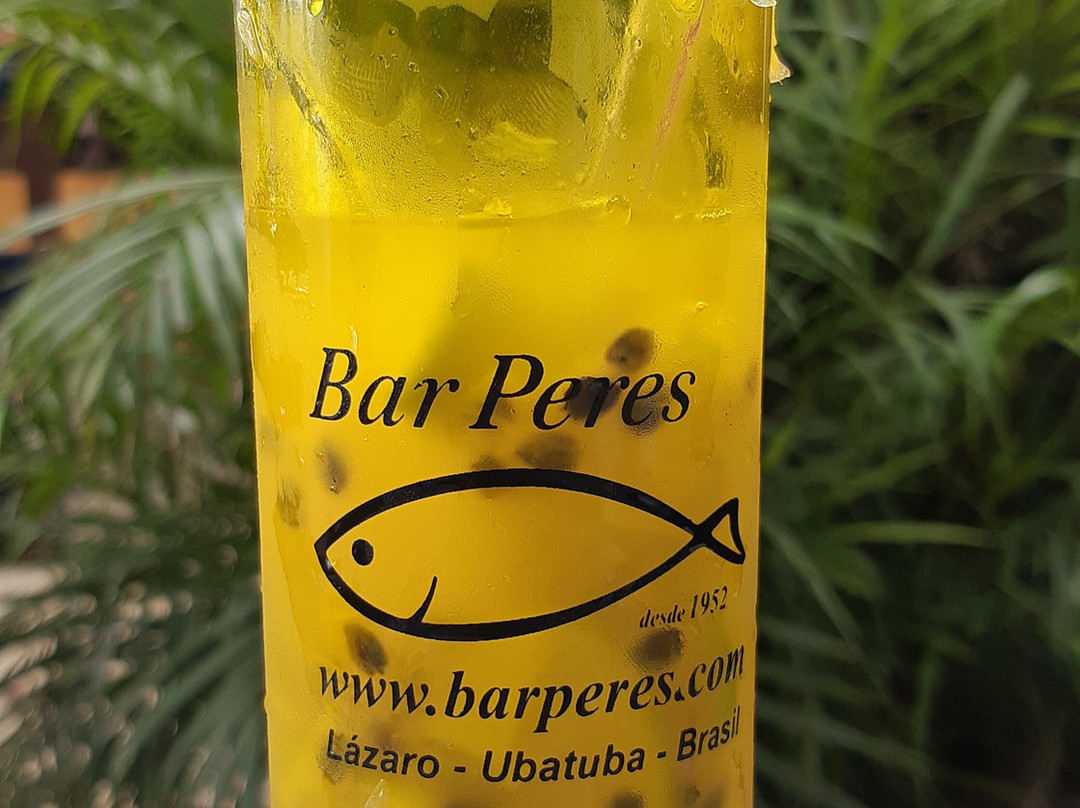 Bar Peres
desde 1952
www.barperes.com
Lázaro - Ubatuba - Brasil